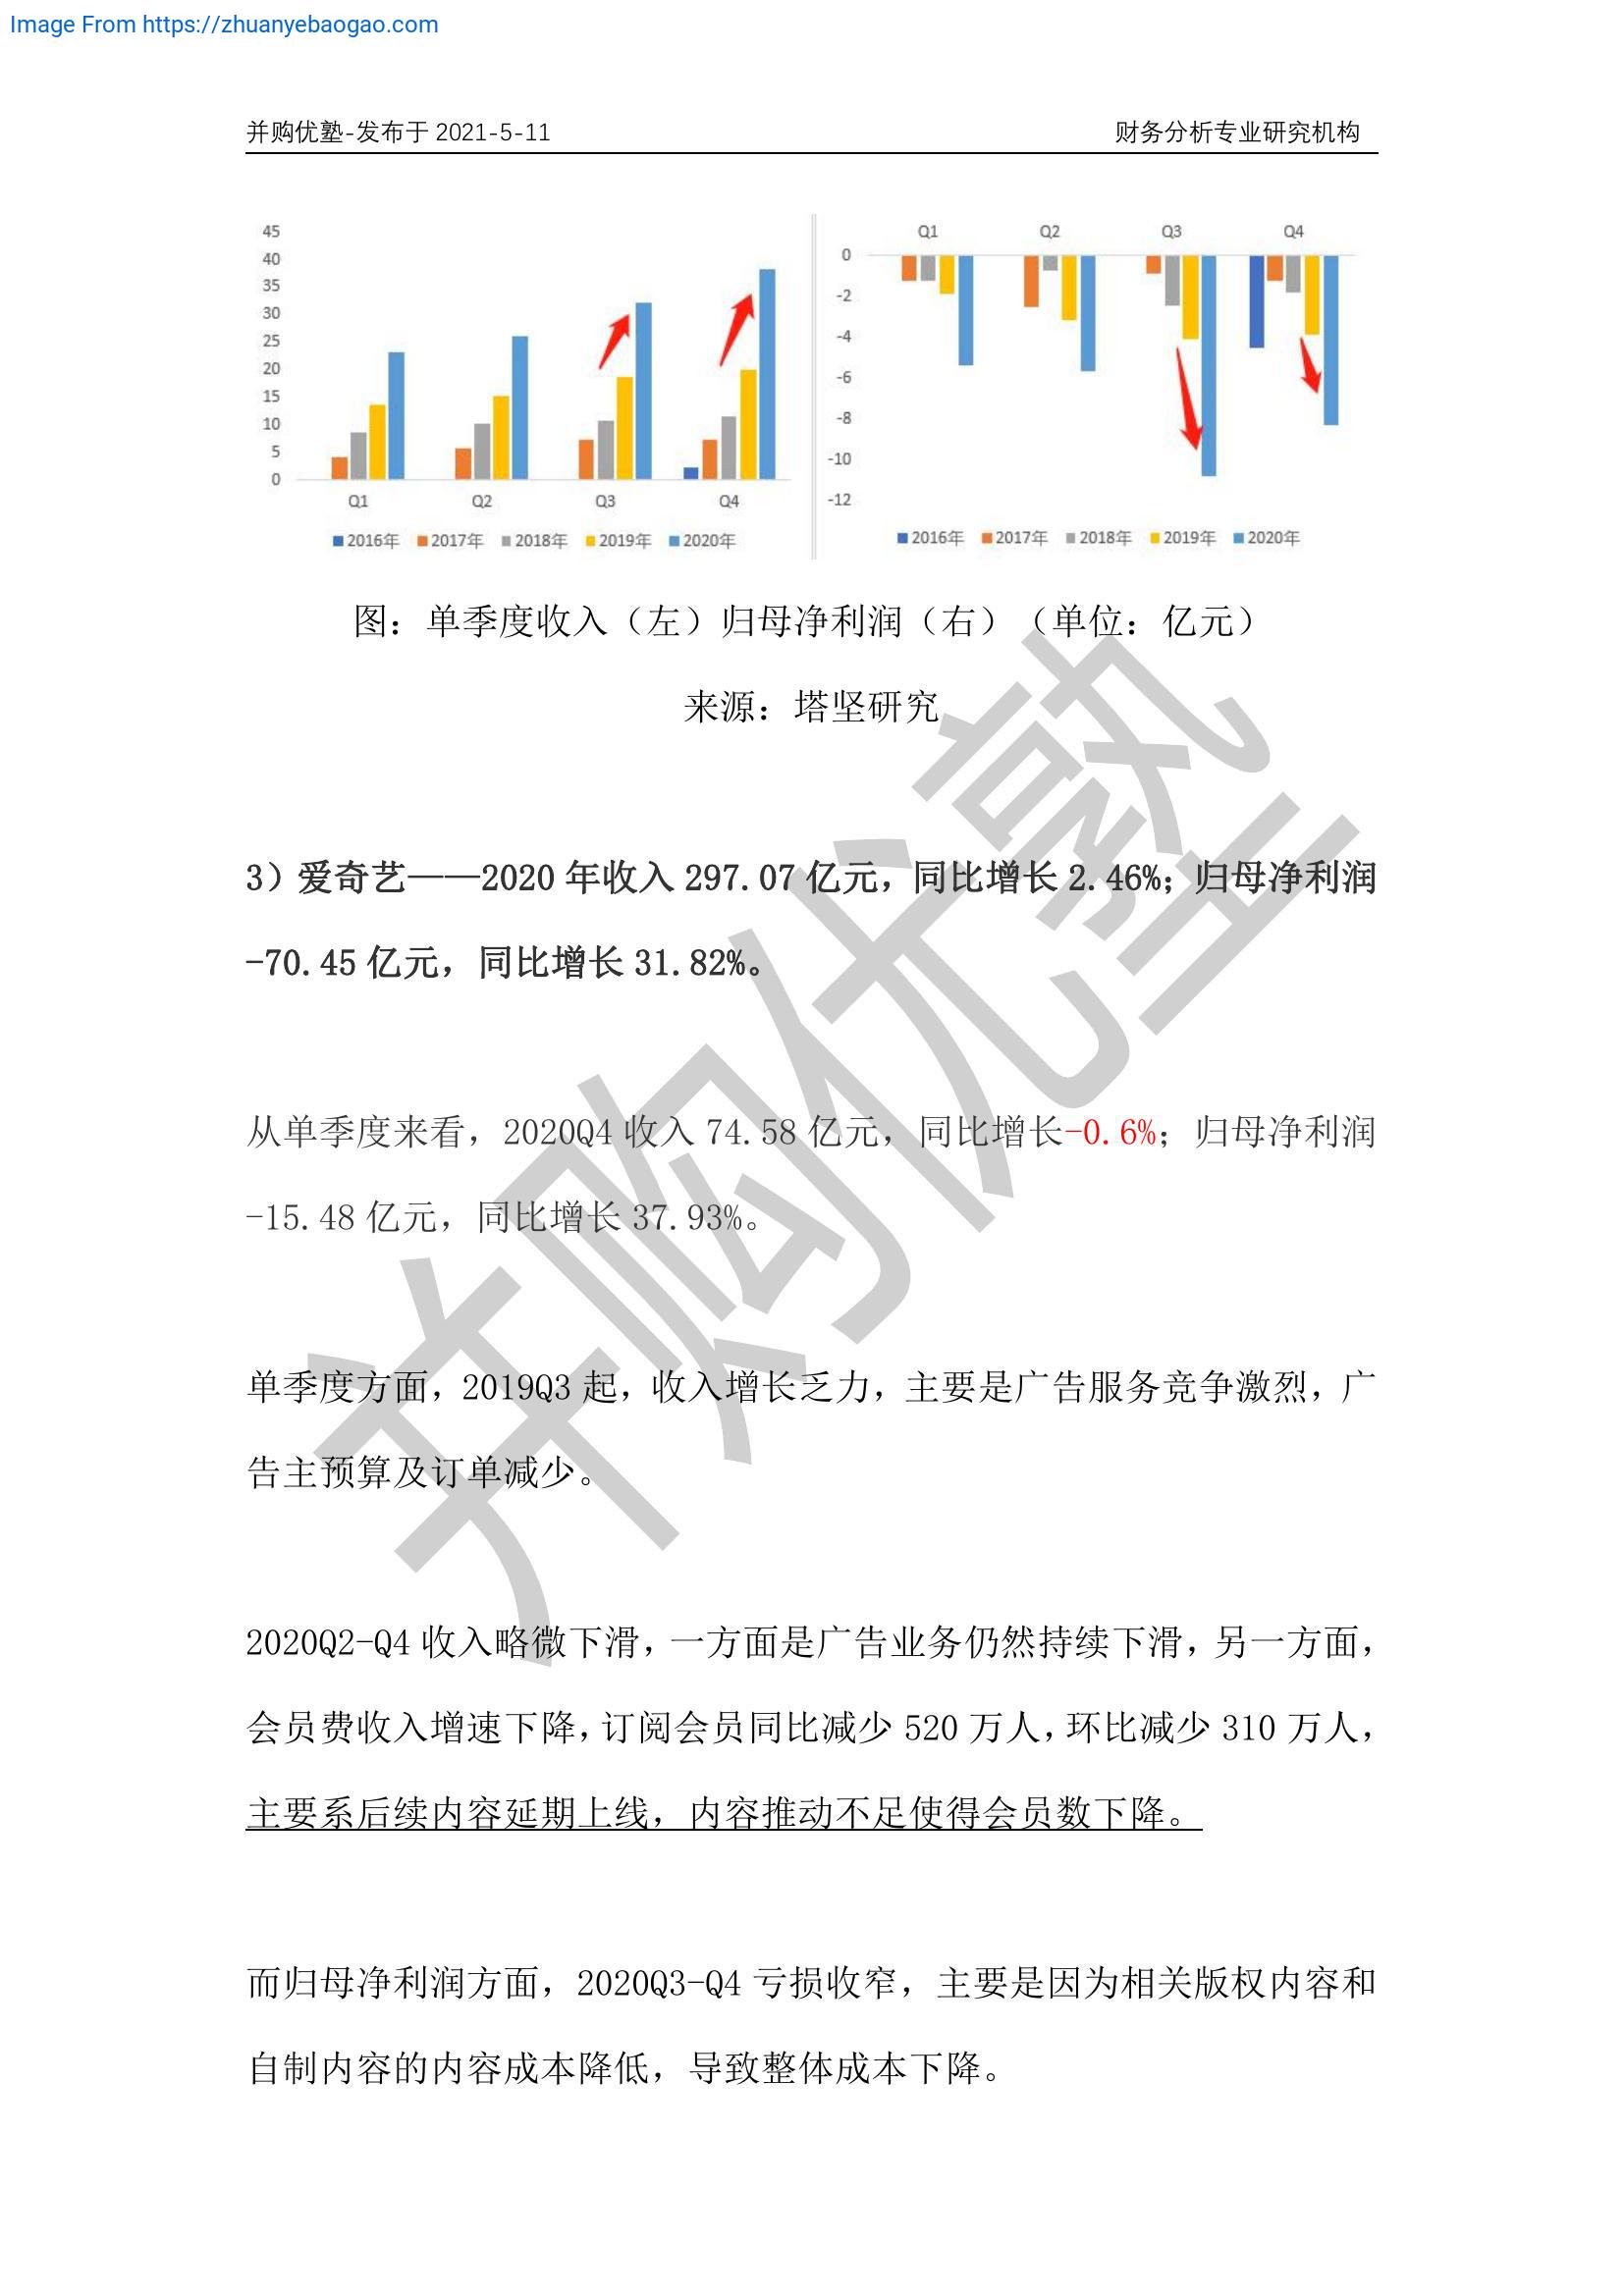 Image From https://zhuanyebaogao.com
并购优塾-发布于 2021-5-11 财务分析专业研究机构
45
40
35
30
25
20
15
10
5
0
Q1 Q2 Q3 Q4
2016年 2017年 2018年 2019年 2020年
Q1 Q2 Q3 Q4
0
-2
-4
-6
-8
-10
-12
2016年 2017年 2018年 2019年 2020年
图：单季度收入（左）归母净利润（右）（单位：亿元）
来源：塔坚研究
3）爱奇艺——2020 年收入 297.07 亿元，同比增长 2.46%；归母净利润
-70.45 亿元，同比增长 31.82%。
从单季度来看，2020Q4 收入 74.58 亿元，同比增长-0.6%；归母净利润
-15.48 亿元，同比增长 37.93%。
单季度方面，2019Q3 起，收入增长乏力，主要是广告服务竞争激烈，广
告主预算及订单减少。
2020Q2-Q4 收入略微下滑，一方面是广告业务仍然持续下滑，另一方面，
会员费收入增速下降，订阅会员同比减少 520 万人，环比减少 310 万人，
主要系后续内容延期上线，内容推动不足使得会员数下降。
而归母净利润方面，2020Q3-Q4 亏损收窄，主要是因为相关版权内容和
自制内容的内容成本降低，导致整体成本下降。
并购优塾